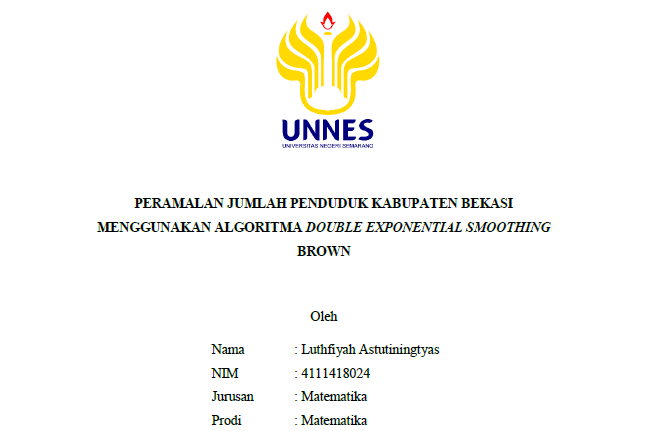 UNNES
UNIVERSITAS NEGERI SEMARANG
PERAMALAN JUMLAH PENDUDUK KABUPATEN BEKASI
MENGGUNAKAN ALGORITMA DOUBLE EXPONENTIAL SMOOTHING
BROWN
Oleh
Nama : Luthfiyah Astutiningtyas
NIM : 4111418024
Jurusan : Matematika
Prodi : Matematika